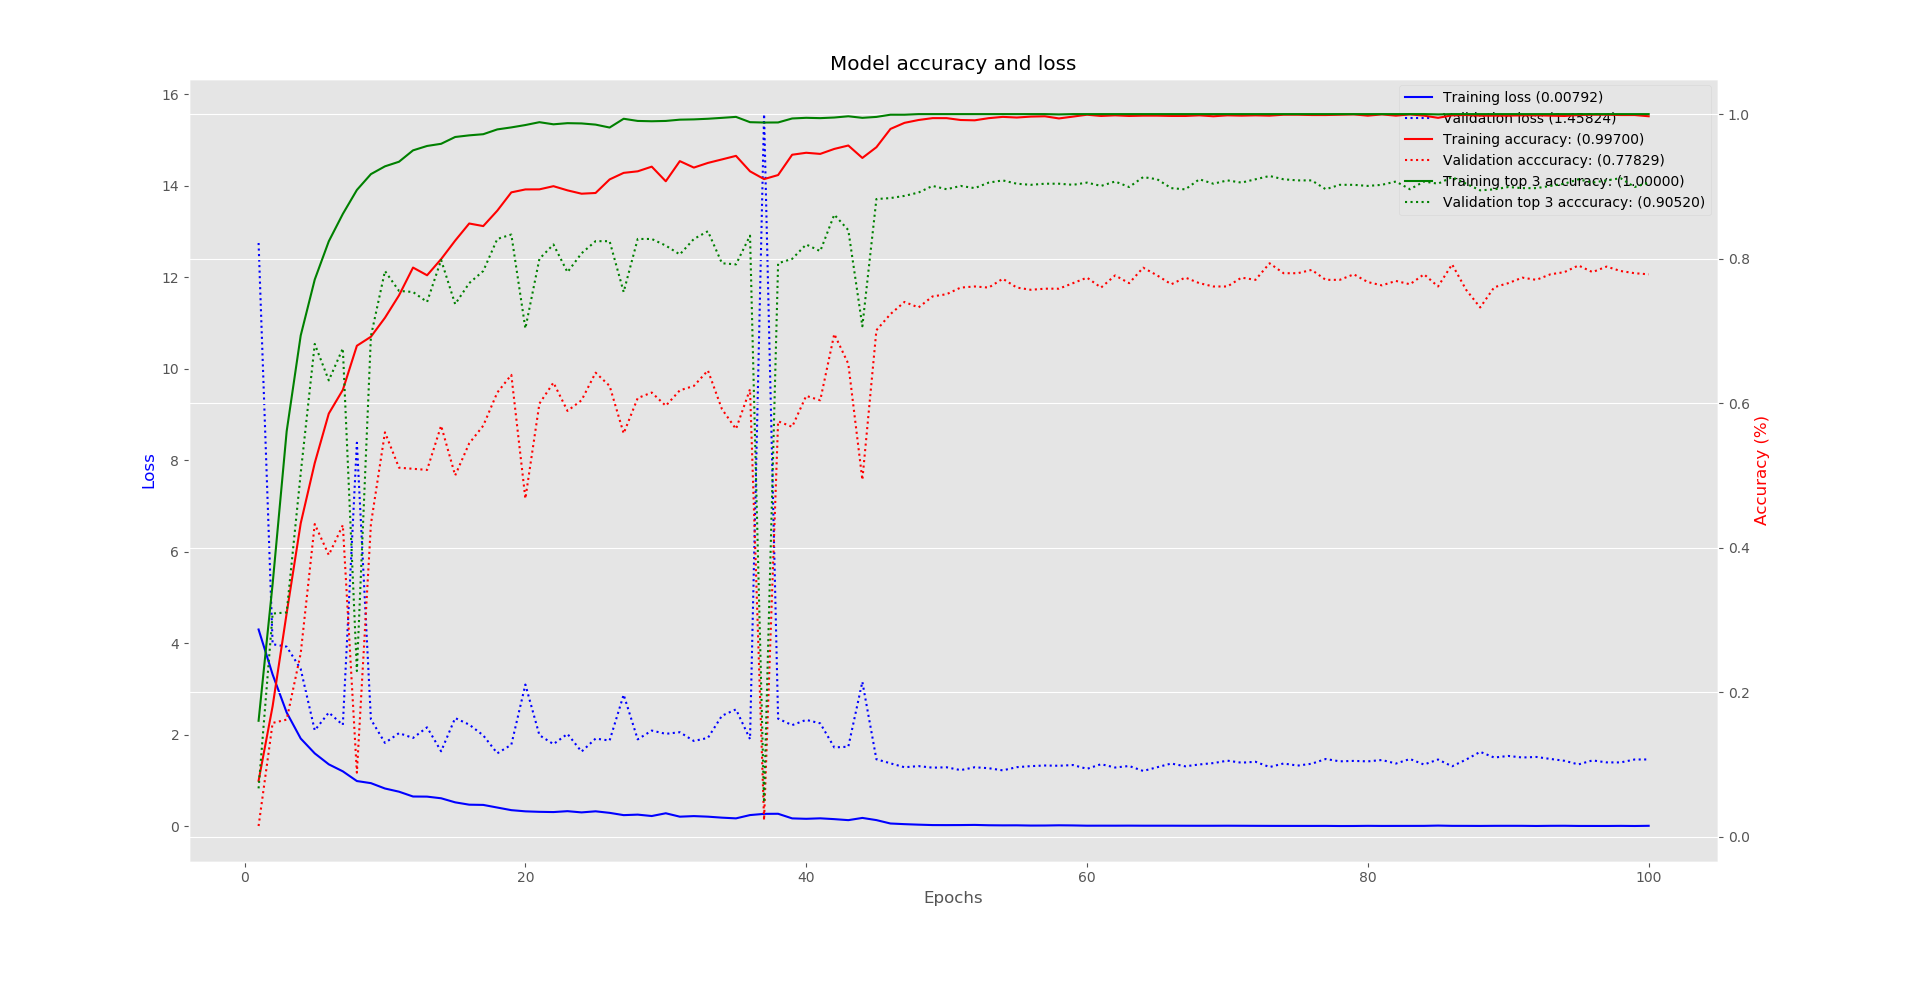 Model accuracy and loss
16
14
12
10
8
6
4
2
0
Loss
1.0
0.8
0.6
0.4
0.2
0.0
Accuracy (%)
Training loss (0.00792)
Validation loss (1.45824)
Training accuracy: (0.99700)
Validation acccuracy: (0.77829)
Training top 3 accuracy: (1.00000)
Validation top 3 acccuracy: (0.90520)
0 20 40 60 80 100
Epochs